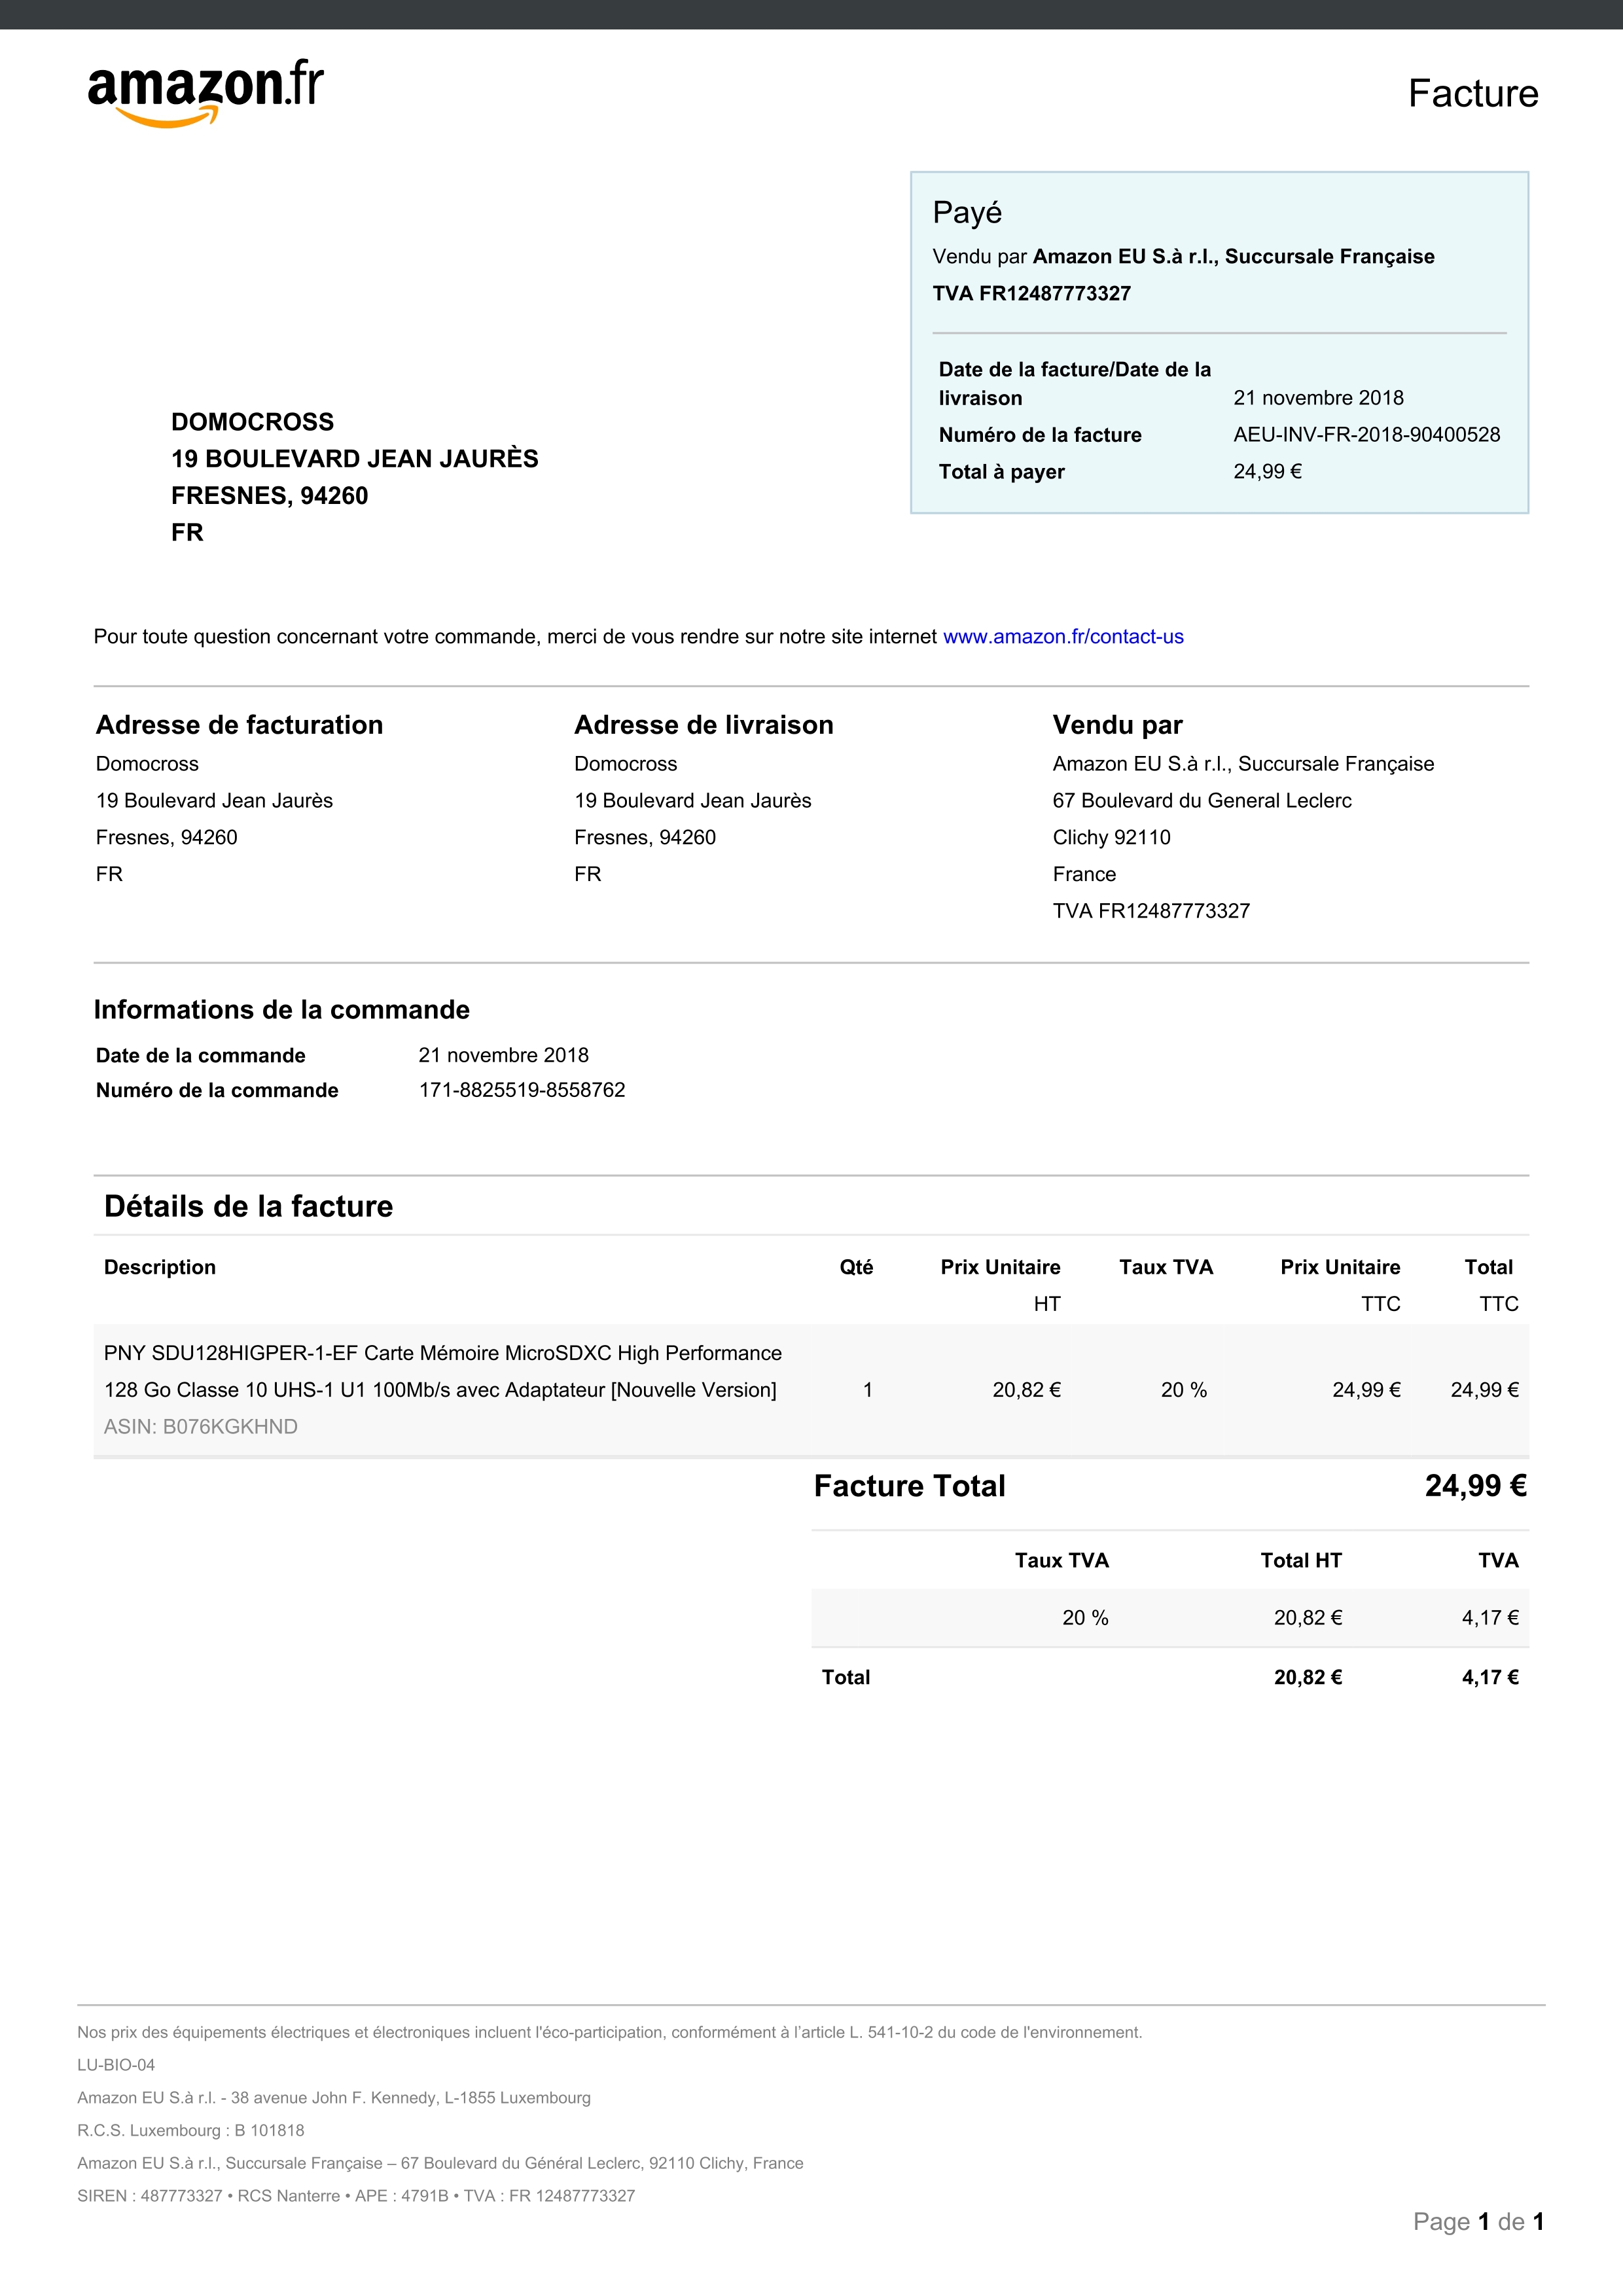 amazon.fr
Facture
Payé
Vendu par Amazon EU S.à r.l., Succursale Française
TVA FR12487773327
Date de la facture/Date de la
livraison 21 novembre 2018
Numéro de la facture AEU-INV-FR-2018-90400528
Total à payer 24,99 €
DOMOCROSS
19 BOULEVARD JEAN JAURÈS
FRESNES, 94260
FR
Pour toute question concernant votre commande, merci de vous rendre sur notre site internet www.amazon.fr/contact-us
Adresse de facturation
Domocross
19 Boulevard Jean Jaurès
Fresnes, 94260
FR
Adresse de livraison
Domocross
19 Boulevard Jean Jaurès
Fresnes, 94260
FR
Vendu par
Amazon EU S.à r.l., Succursale Française
67 Boulevard du General Leclerc
Clichy 92110
France
TVA FR12487773327
Informations de la commande
Date de la commande 21 novembre 2018
Numéro de la commande 171-8825519-8558762
Détails de la facture
Description Qté Prix Unitaire Taux TVA Prix Unitaire Total
HT TTC TTC
PNY SDU128HIGPER-1-EF Carte Mémoire MicroSDXC High Performance
128 Go Classe 10 UHS-1 U1 100Mb/s avec Adaptateur [Nouvelle Version] 1 20,82 € 20 % 24,99 € 24,99 €
ASIN: B076KGKHND
Facture Total 24,99 €
Taux TVA Total HT TVA
20 % 20,82 € 4,17 €
Total 20,82 € 4,17 €
Nos prix des équipements électriques et électroniques incluent l'éco-participation, conformément à l’article L. 541-10-2 du code de l'environnement.
LU-BIO-04
Amazon EU S.à r.l. - 38 avenue John F. Kennedy, L-1855 Luxembourg
R.C.S. Luxembourg : B 101818
Amazon EU S.à r.l., Succursale Française – 67 Boulevard du Général Leclerc, 92110 Clichy, France
SIREN : 487773327 • RCS Nanterre • APE : 4791B • TVA : FR 12487773327
Page 1 de 1